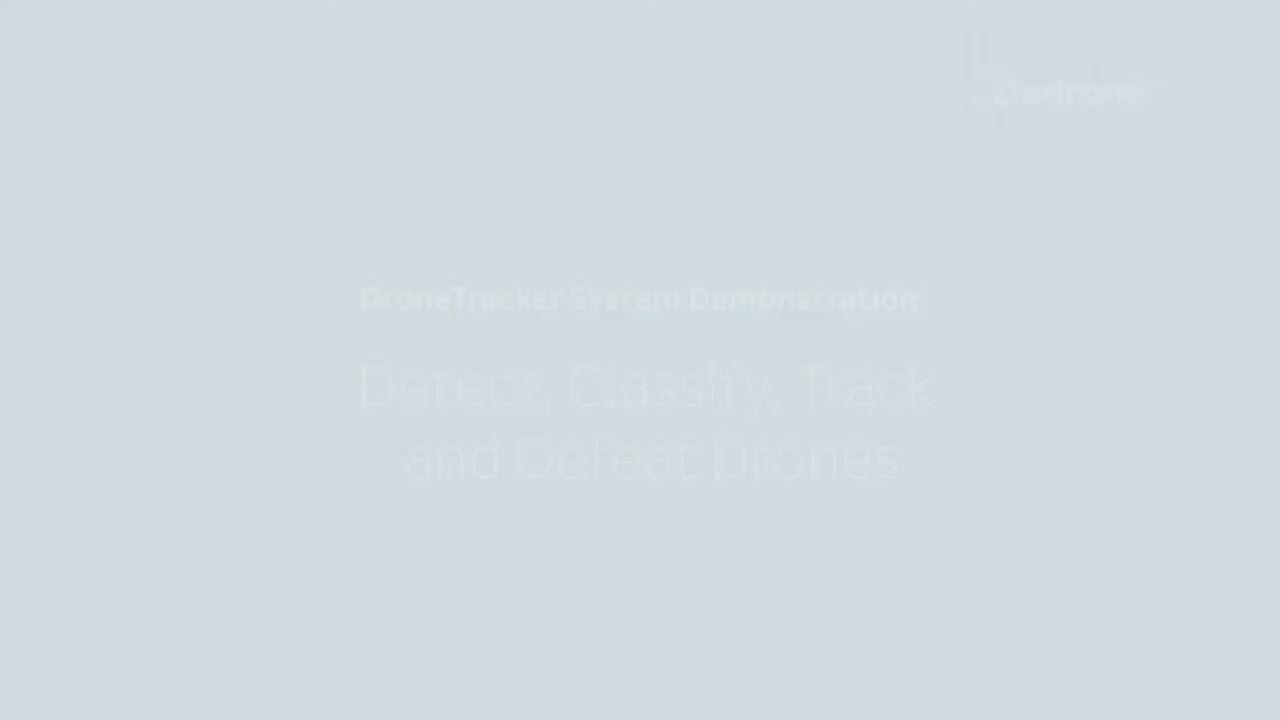 Dedrone
DroneTracker System Demonstration
Detect, Classify, Track
and Defeat Drones